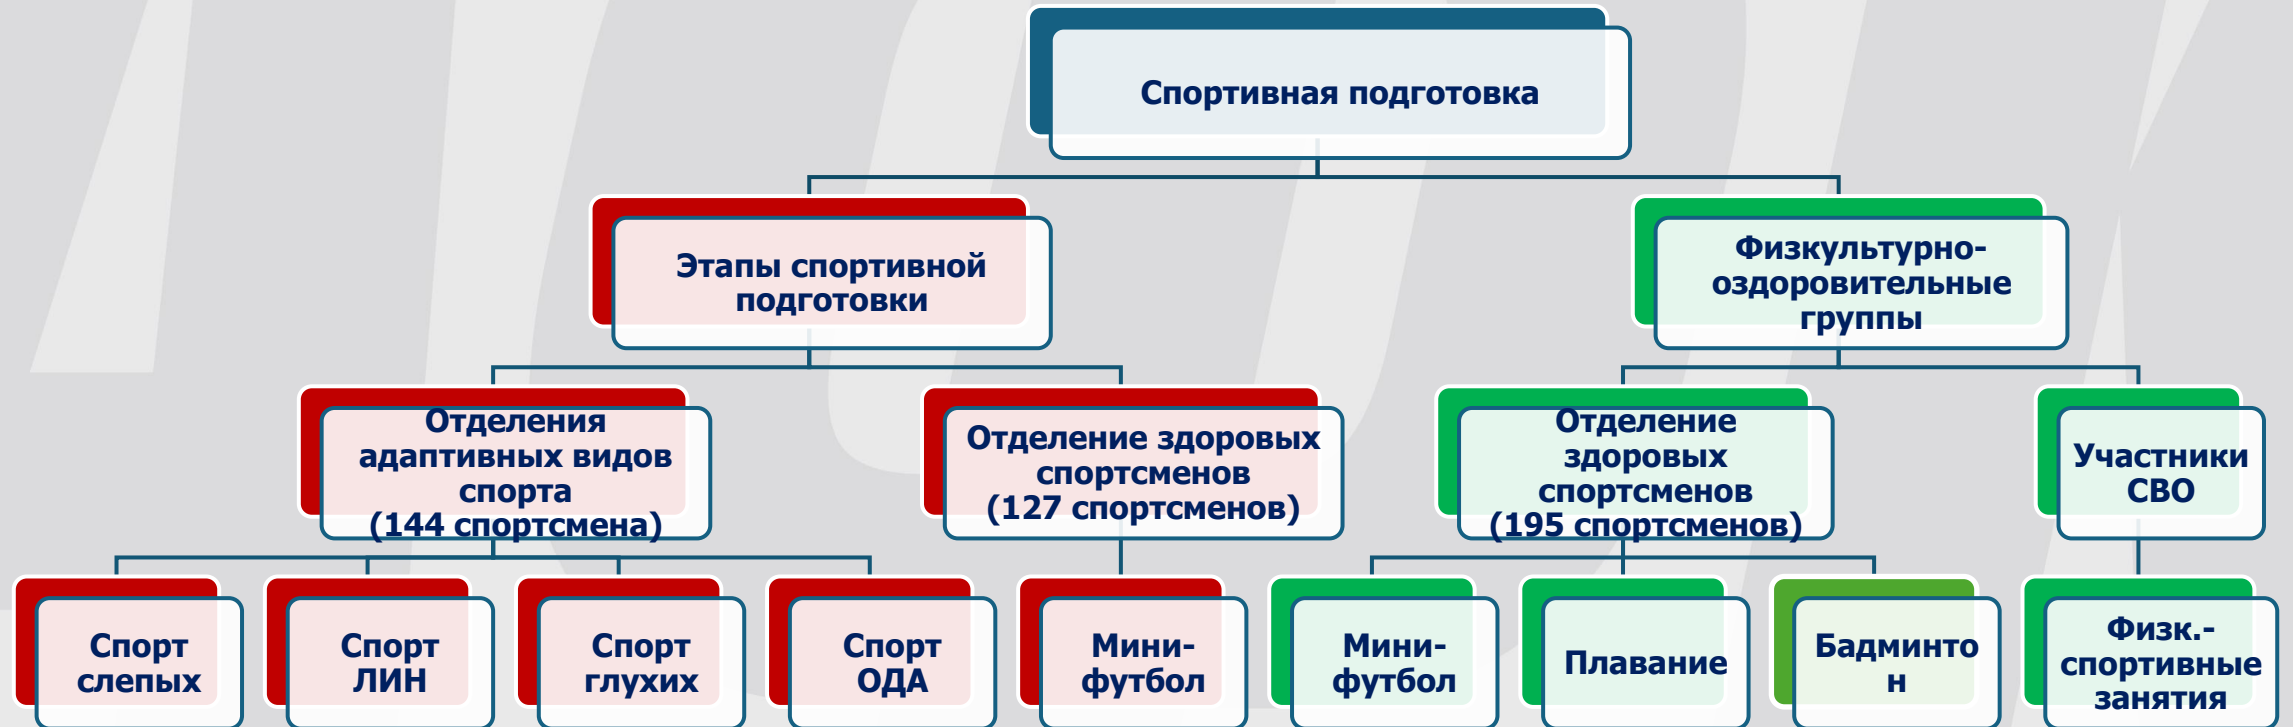 Спортивная подготовка
Этапы спортивной
подготовки
Физкультурно-
оздоровительные
группы
Отделения
адаптивных видов
спорта
(144 спортсмена)
Отделение здоровых
спортсменов
(127 спортсменов)
Отделение
здоровых
спортсменов
(195 спортсменов)
Участники
СВО
Спорт
слепых
Спорт
ЛИН
Спорт
глухих
Спорт
ОДА
Мини-
футбол
Мини-
футбол
Плавание
Бадминто
н
Физк.-
спортивные
занятия